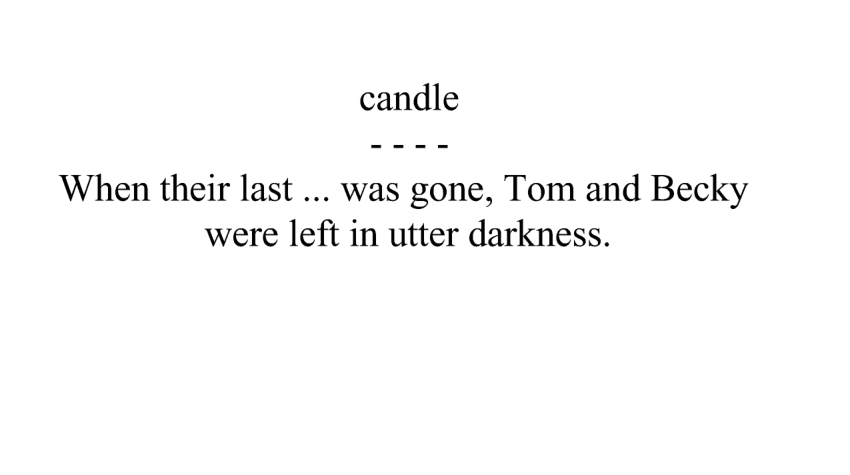 candle
- - - -
When their last ... was gone, Tom and Becky
were left in utter darkness.